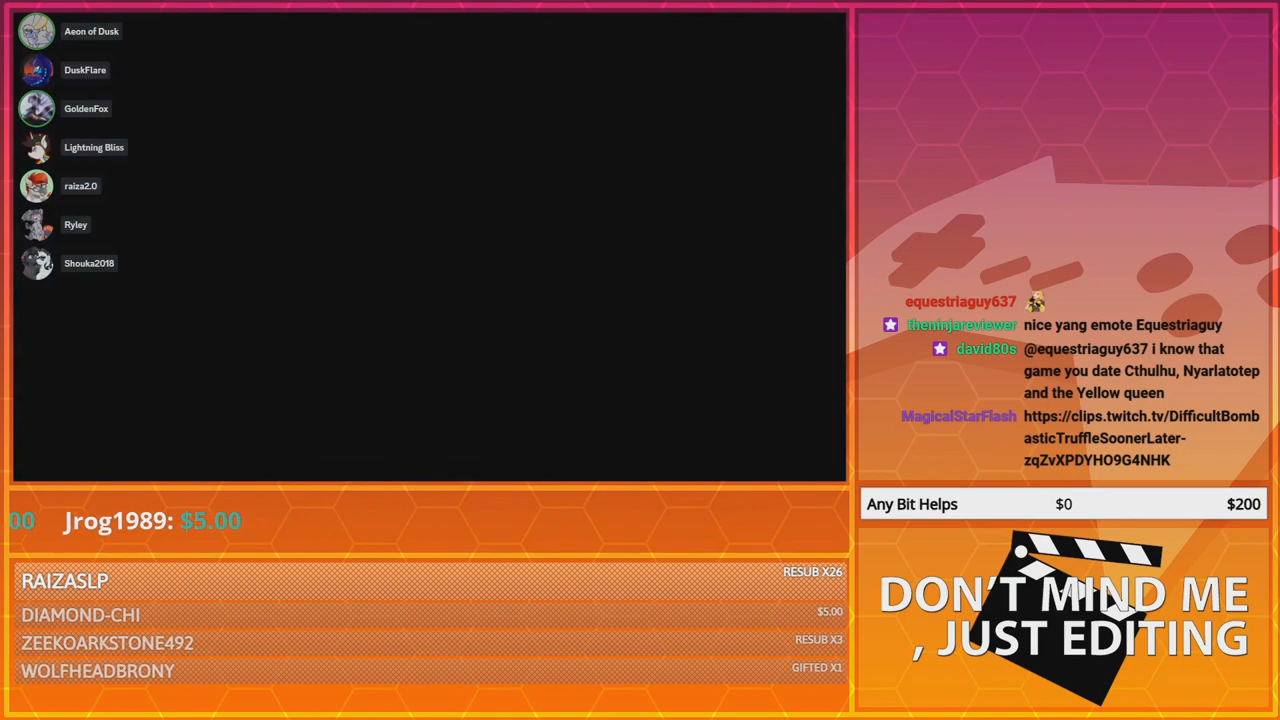 Aeon of Dusk
DuskFlare
GoldenFox
Lightning Bliss
raiza2.0
Ryley
Shouka2018
equestriaguy637
theninjareviewer nice yang emote Equestriaguy
david80s @equestriaguy637 i know that
game you date Cthulhu, Nyarlatotep
and the Yellow queen
MagicalStarFlash https://clips.twitch.tv/DifficultBomb
asticTruffleSoonerLater-
zqZvXPDYHO9G4NHK
Any Bit Helps $0 $200
00 Jrog1989: $5.00
RAIZASLP RESUB X26
DIAMOND-CHI $5.00
ZEEKOARKSTONE492 RESUB X3
WOLFHEADBRONY GIFTED X1
DON'T MIND ME
, JUST EDITING